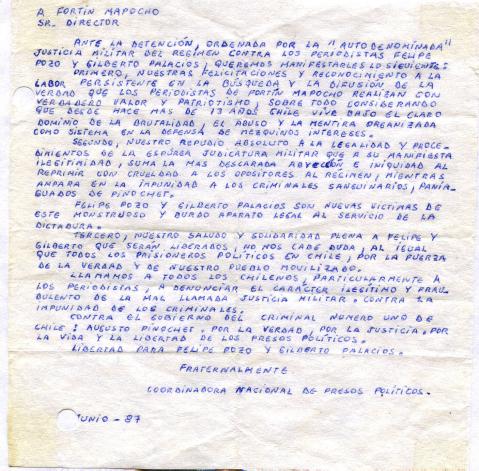 A FORTÍN MAPOCHO
SR. DIRECTOR
ANTE LA DETENCIÓN, ORDENADA POR LA "AUTODENOMINADA"
JUSTICIA MILITAR DEL RÉGIMEN CONTRA LOS PERIODISTAS FELIPE
POZO Y GILBERTO PALACIOS, QUEREMOS MANIFESTARLES LO SIGUIENTE:
PRIMERO, NUESTRAS FELICITACIONES Y RECONOCIMIENTO A LA
LABOR PERSISTENTE EN LA BÚSQUEDA Y LA DIFUSIÓN DE LA
VERDAD QUE LOS PERIODISTAS DE FORTÍN MAPOCHO REALIZAN CON
VERDADERO VALOR Y PATRIOTISMO, SOBRE TODO CONSIDERANDO
QUE DESDE HACE MAS DE 13 AÑOS CHILE VIVE BAJO EL CLARO
DOMINIO DE LA BRUTALIDAD, EL ABUSO Y LA MENTIRA ORGANIZADA
COMO SISTEMA EN LA DEFENSA DE MEZQUINOS INTERESES.
SEGUNDO, NUESTRO REPUDIO ABSOLUTO A LA LEGALIDAD Y PROCE-
DIMIENTOS DE LA ESPÚREA JUDICATURA MILITAR QUE A SU MANIFIESTA
ILEGITIMIDAD, SUMA LA MAS DESCARADA ABYECCIÓN E INIQUIDAD AL
REPRIMIR CON CRUELDAD A LOS OPOSITORES AL RÉGIMEN, MIENTRAS
AMPARA EN LA IMPUNIDAD A LOS CRIMINALES SANGUINARIOS, PANIA-
GUADOS DE PINOCHET.
FELIPE POZO Y GILBERTO PALACIOS SON NUEVAS VICTIMAS DE
ESTE MONSTRUOSO Y BURDO APARATO LEGAL AL SERVICIO DE LA
DICTADURA.
TERCERO, NUESTRO SALUDO Y SOLIDARIDAD PLENA A FELIPE Y
GILBERTO QUE SERÁN LIBERADOS, NO NOS CABE DUDA, AL IGUAL
QUE TODOS LOS PRISIONEROS POLÍTICOS EN CHILE, POR LA FUERZA
DE LA VERDAD Y DE NUESTRO PUEBLO MOVILIZADO.
LLAMAMOS A TODOS LOS CHILENOS, PARTICULARMENTE A
LOS PERIODISTAS, A DENUNCIAR EL CARÁCTER ILEGÍTIMO Y FRAU-
DULENTO DE LA MAL LLAMADA JUSTICIA MILITAR. CONTRA LA
IMPUNIDAD DE LOS CRIMINALES.
CONTRA EL GOBIERNO DEL CRIMINAL NÚMERO UNO DE
CHILE: AUGUSTO PINOCHET. POR LA VERDAD, POR LA JUSTICIA, POR
LA VIDA Y LA LIBERTAD DE LOS PRESOS POLÍTICOS.
LIBERTAD PARA FELIPE POZO Y GILBERTO PALACIOS.
FRATERNALMENTE
COORDINADORA NACIONAL DE PRESOS POLÍTICOS.
UNIO - 87